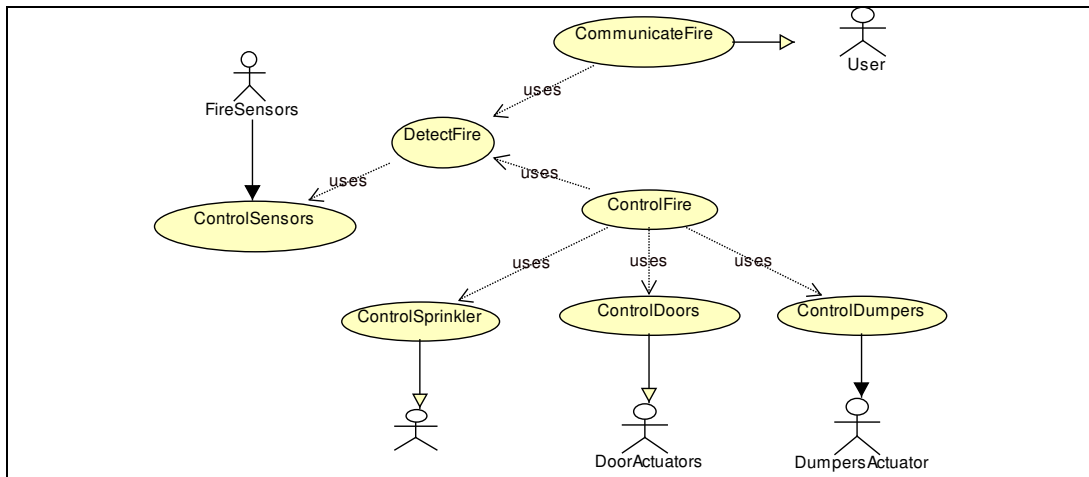 CommunicateFire
User
uses
FireSensors
DetectFire
uses
uses
ControlSensors
ControlFire
uses
uses
uses
ControlSprinkler
ControlDoors
ControlDumpers
DoorActuators
DumpersActuator